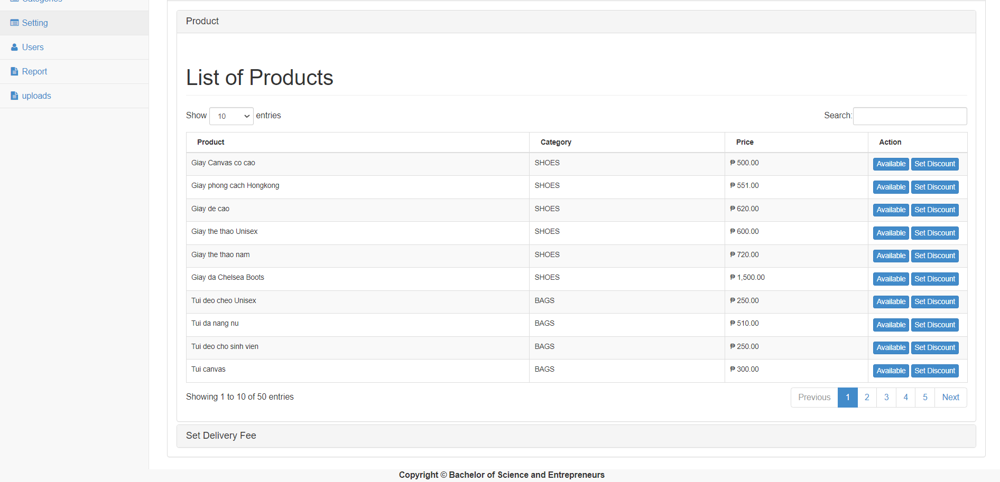 Categories
Setting
Users
Report
uploads
Product
List of Products
Show 10 entries Search:
Product Category Price Action
Giay Canvas co cao SHOES ₱ 500.00 Available Set Discount
Giay phong cach Hongkong SHOES ₱ 551.00 Available Set Discount
Giay de cao SHOES ₱ 620.00 Available Set Discount
Giay the thao Unisex SHOES ₱ 600.00 Available Set Discount
Giay the thao nam SHOES ₱ 720.00 Available Set Discount
Giay da Chelsea Boots SHOES ₱ 1,500.00 Available Set Discount
Tui deo cheo Unisex BAGS ₱ 250.00 Available Set Discount
Tui da nang nu BAGS ₱ 510.00 Available Set Discount
Tui deo cho sinh vien BAGS ₱ 250.00 Available Set Discount
Tui canvas BAGS ₱ 300.00 Available Set Discount
Showing 1 to 10 of 50 entries Previous 1 2 3 4 5 Next
Set Delivery Fee
Copyright © Bachelor of Science and Entrepreneurs